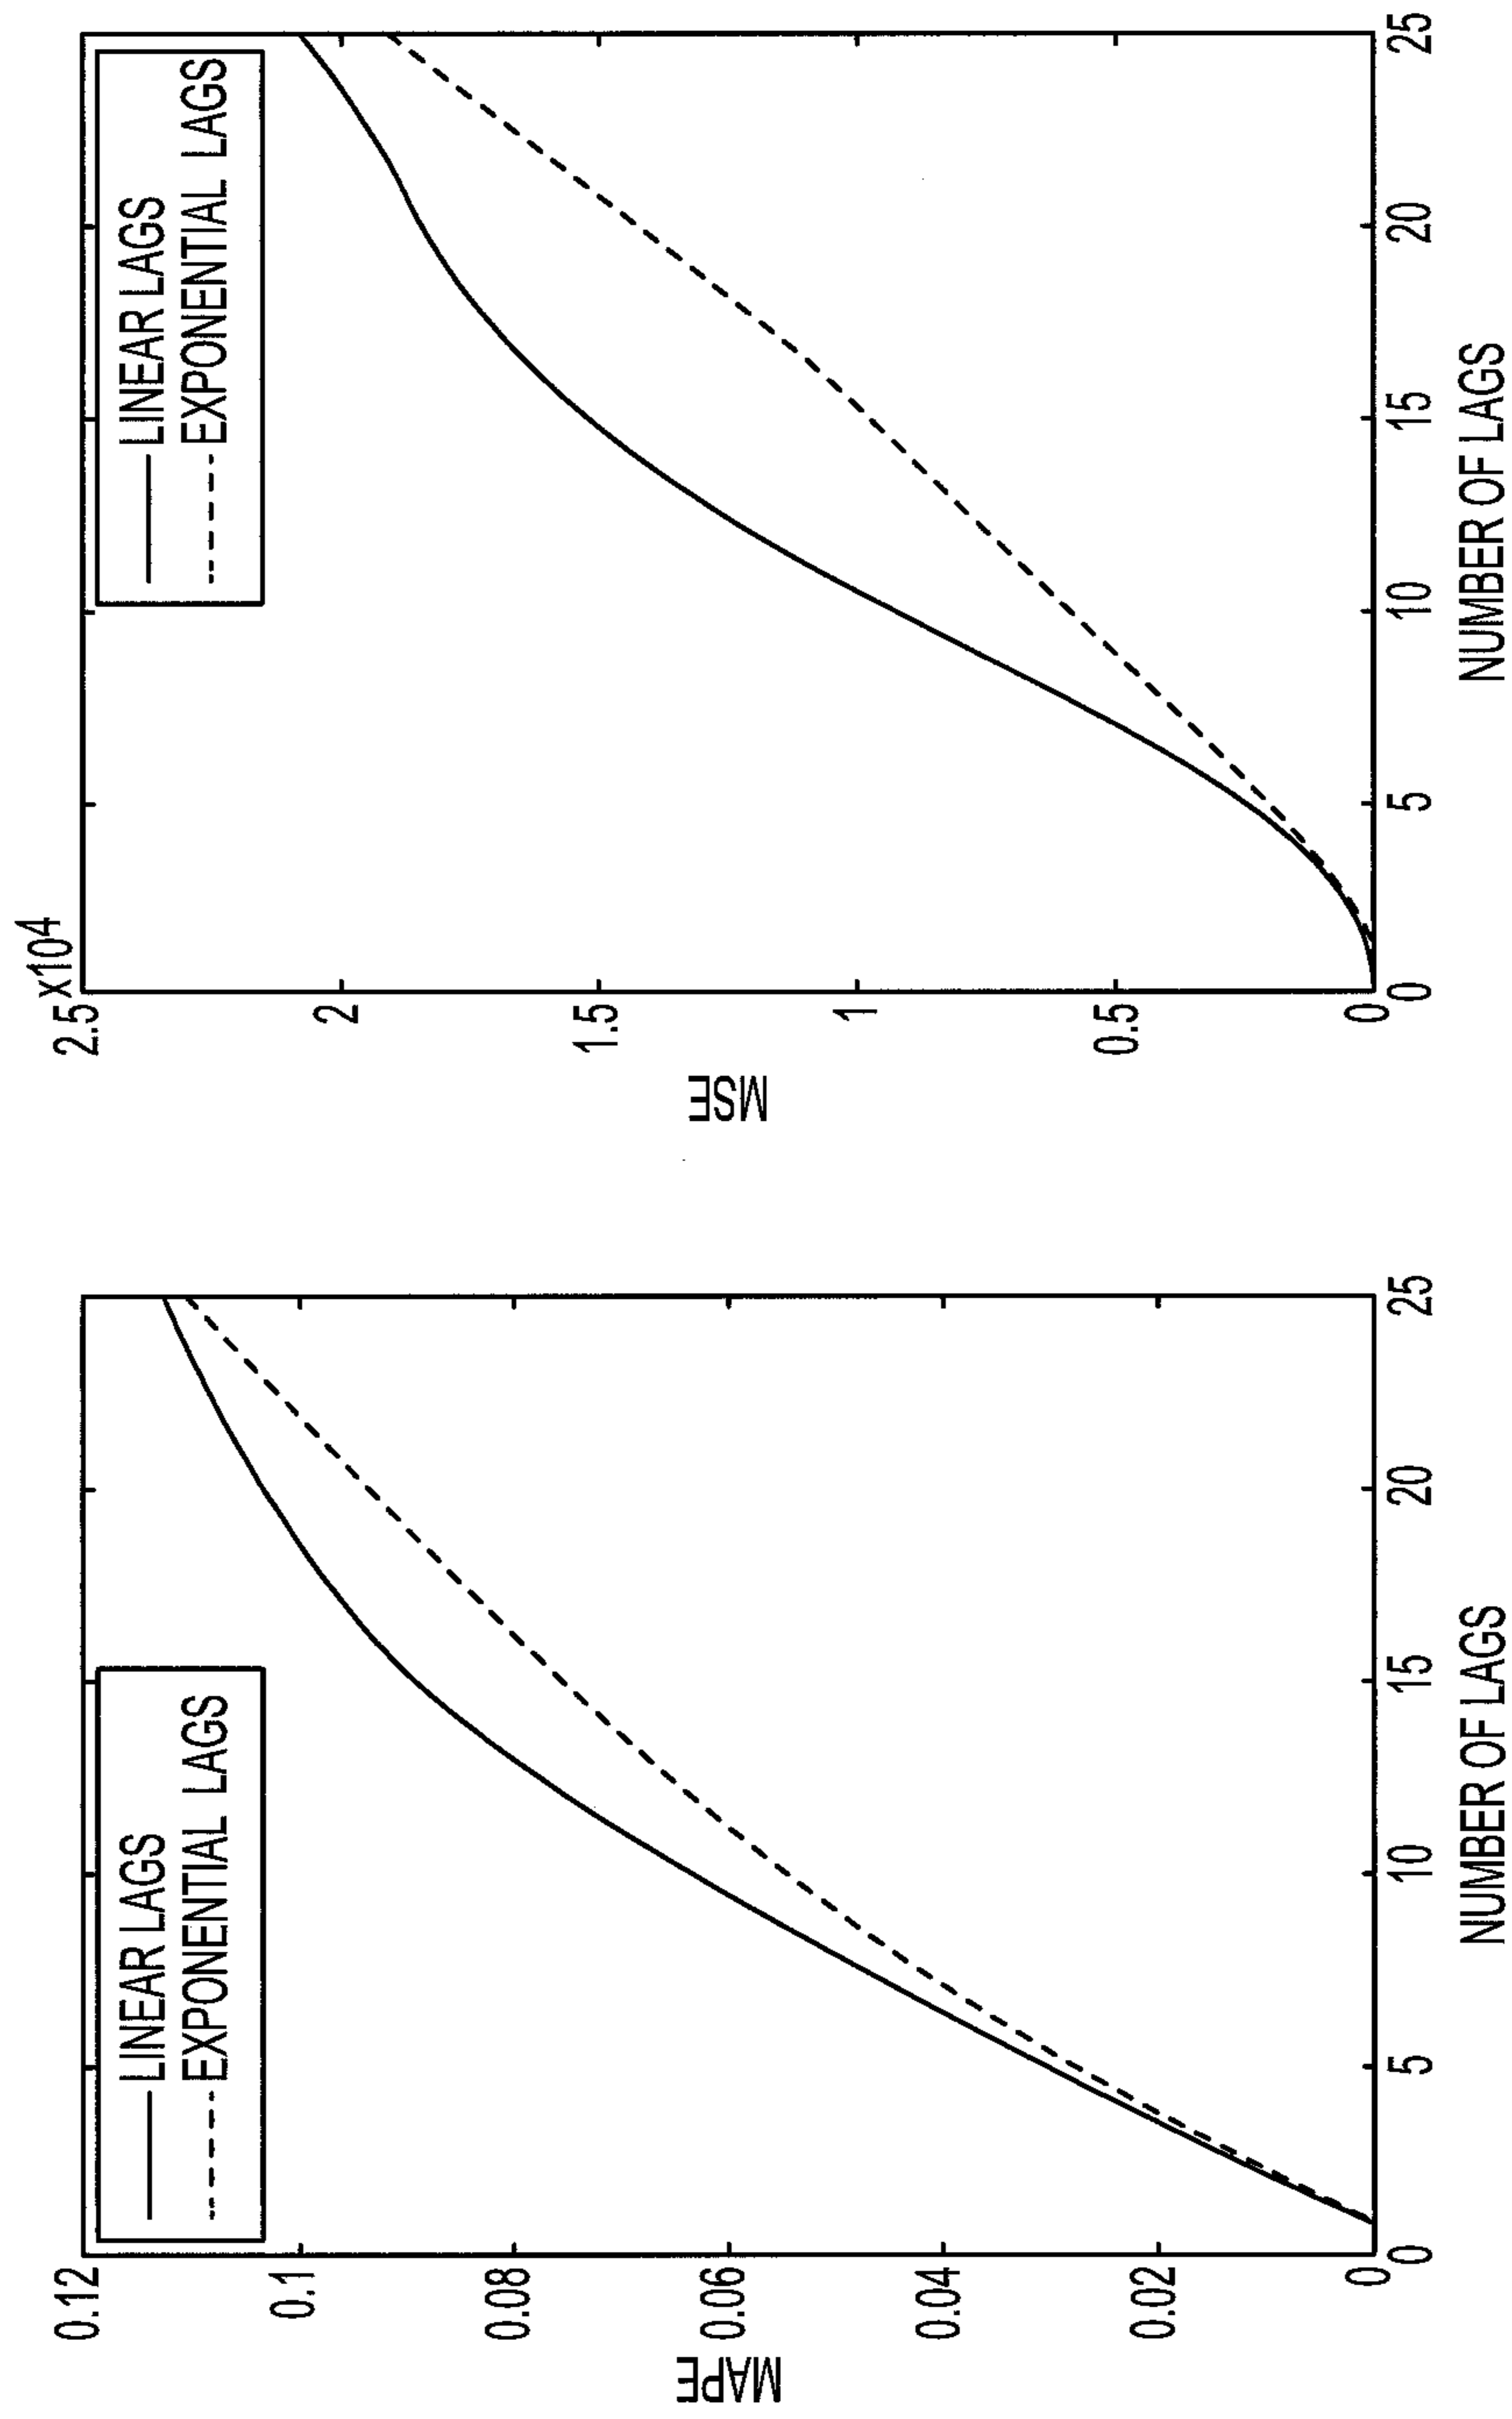 LINEAR LAGS
EXPONENTIAL LAGS
0.12
0.1
0.08
0.06
0.04
0.02
0
MAPE
0 5 10 15 20 25
NUMBER OF LAGS
x10⁴
LINEAR LAGS
EXPONENTIAL LAGS
2.5
2
1.5
1
0.5
0
MSE
0 5 10 15 20 25
NUMBER OF LAGS